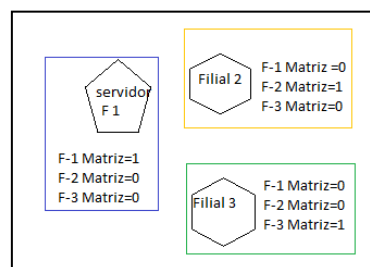 servidor
F 1
F-1 Matriz=1
F-2 Matriz=0
F-3 Matriz=0
Filial 2
F-1 Matriz =0
F-2 Matriz=1
F-3 Matriz=0
Filial 3
F-1 Matriz=0
F-2 Matriz=0
F-3 Matriz=1